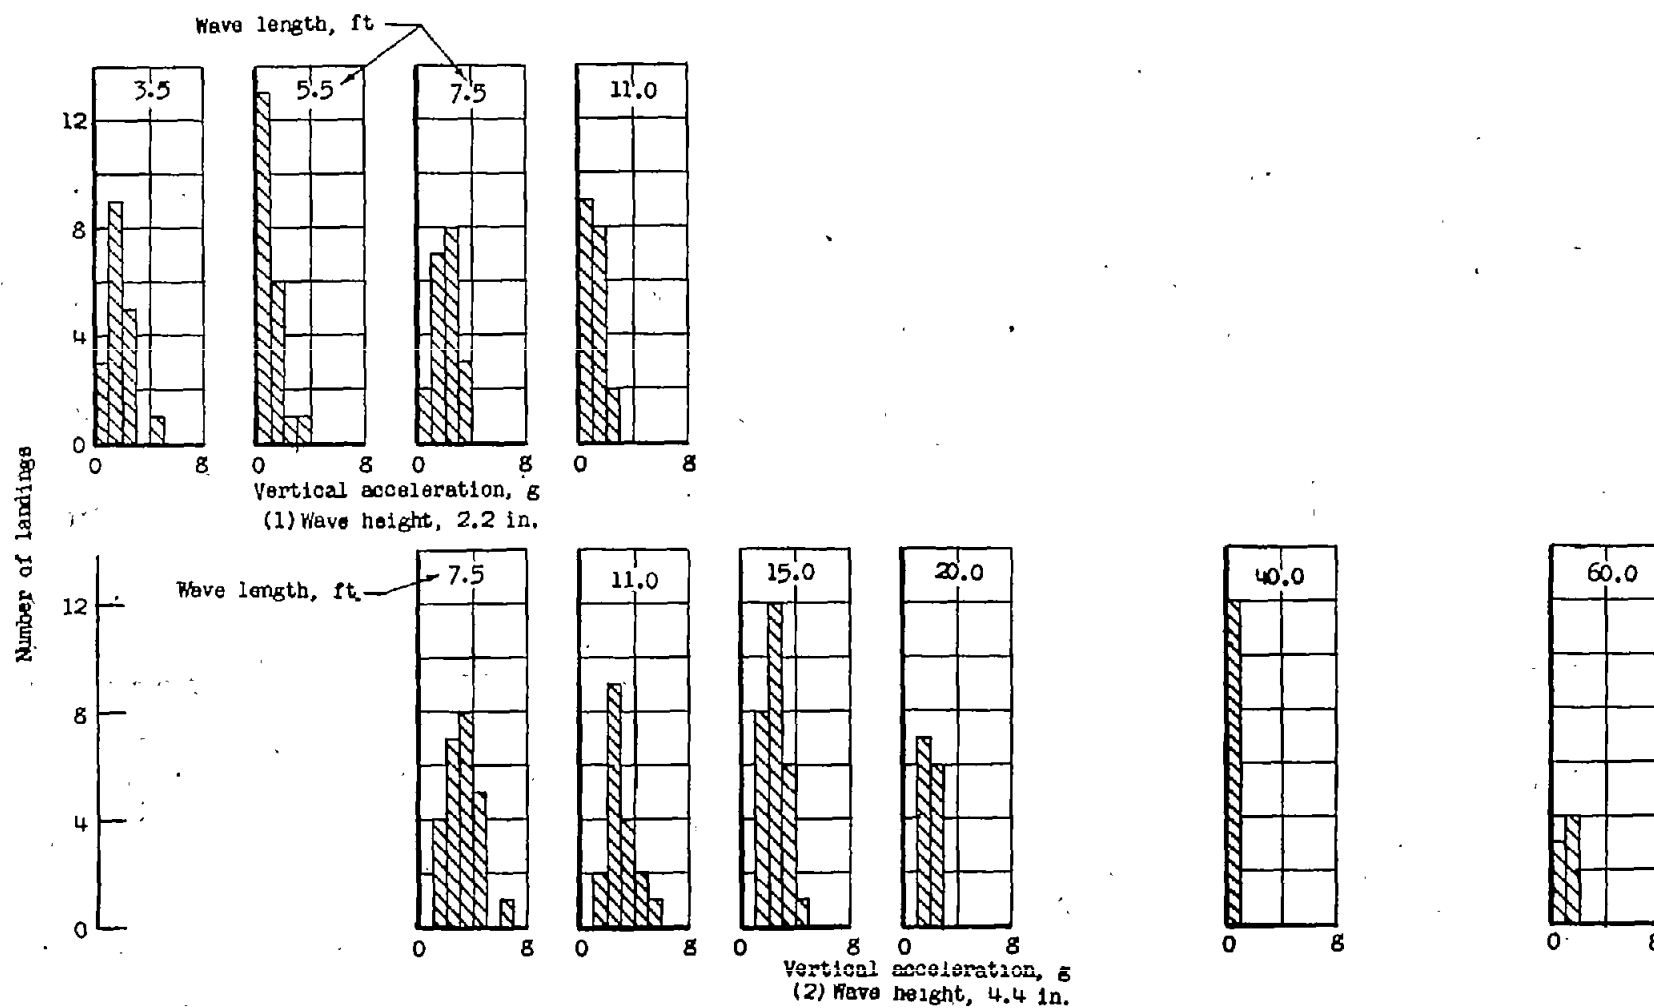 Wave length, ft
3.5 5.5 7.5 11.0
12
8
4
0
0 8 0 8 0 8 0 8
Vertical acceleration, g
(1) Wave height, 2.2 in.
Number of landings
Wave length, ft
7.5 11.0 15.0 20.0 40.0 60.0
12
8
4
0
0 8 0 8 0 8 0 8 0 8 0 8
Vertical acceleration, g
(2) Wave height, 4.4 in.